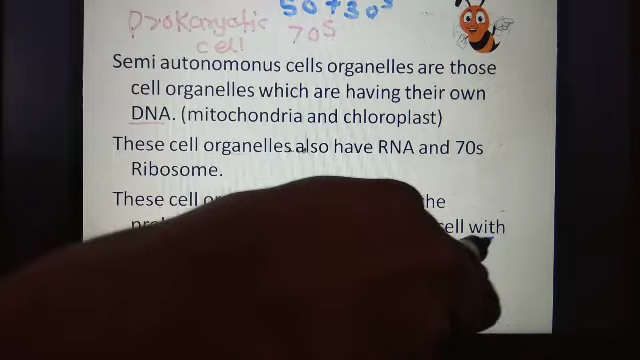 50 + 30s
Prokaryatic
cell 70s
Semi autonomonus cells organelles are those
cell organelles which are having their own
DNA. (mitochondria and chloroplast)
These cell organelles also have RNA and 70s
Ribosome.
These cell the
cell with